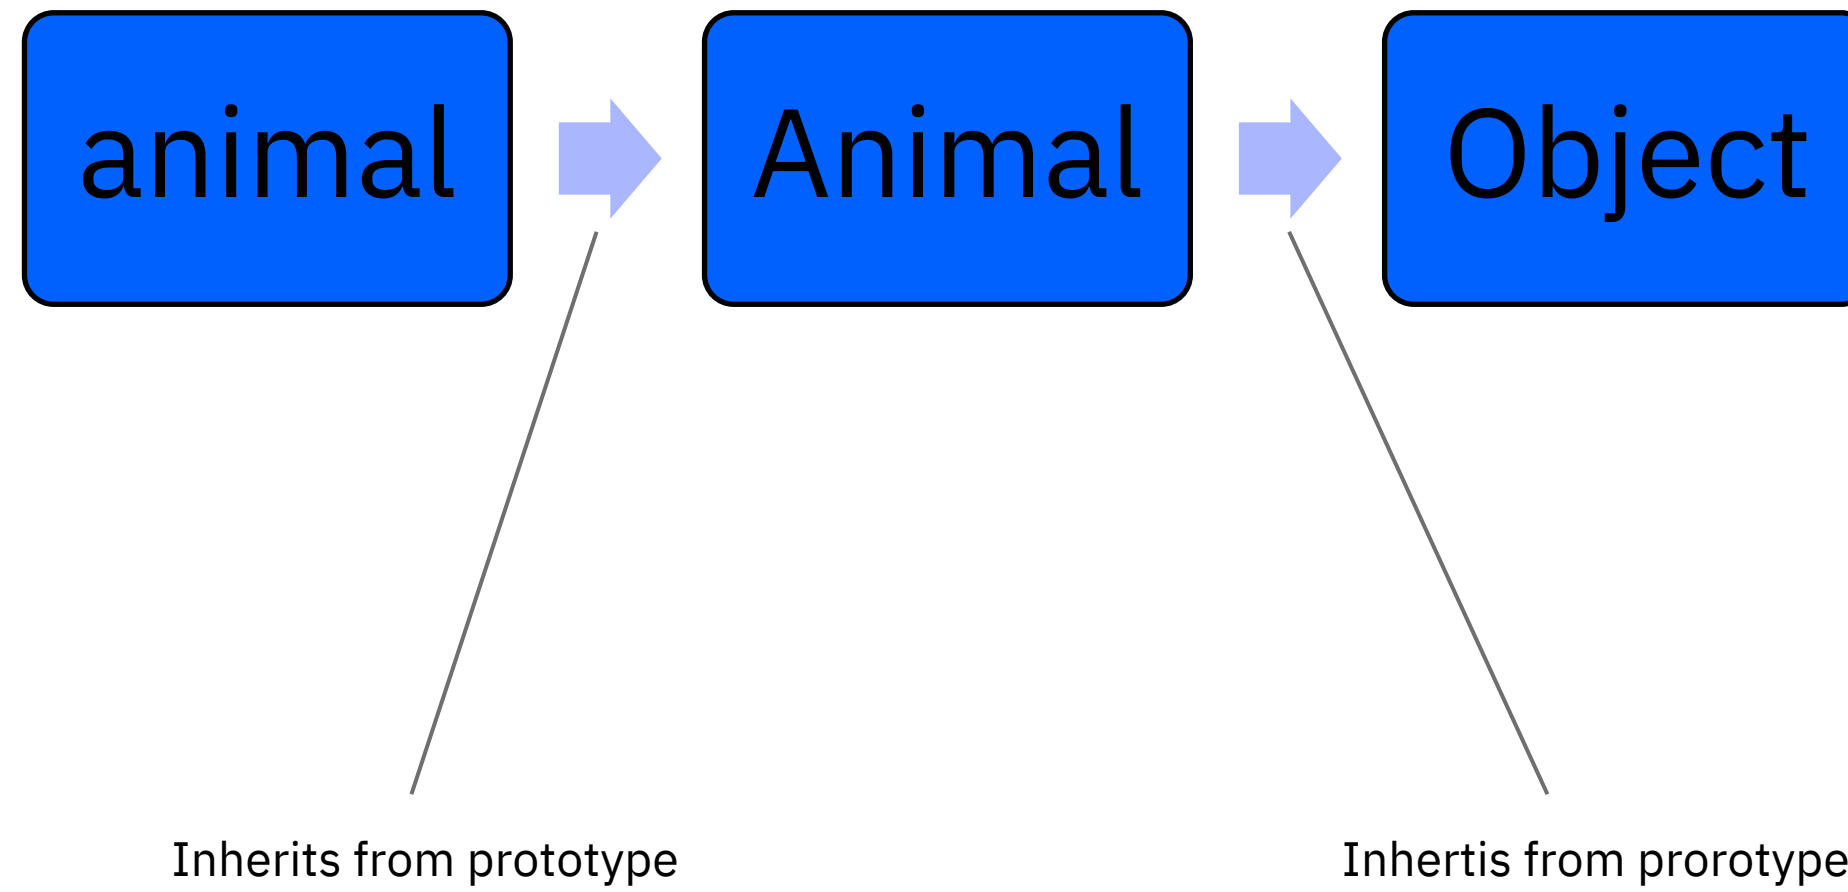 animal
Animal
Object
Inherits from prototype
Inhertis from prorotype